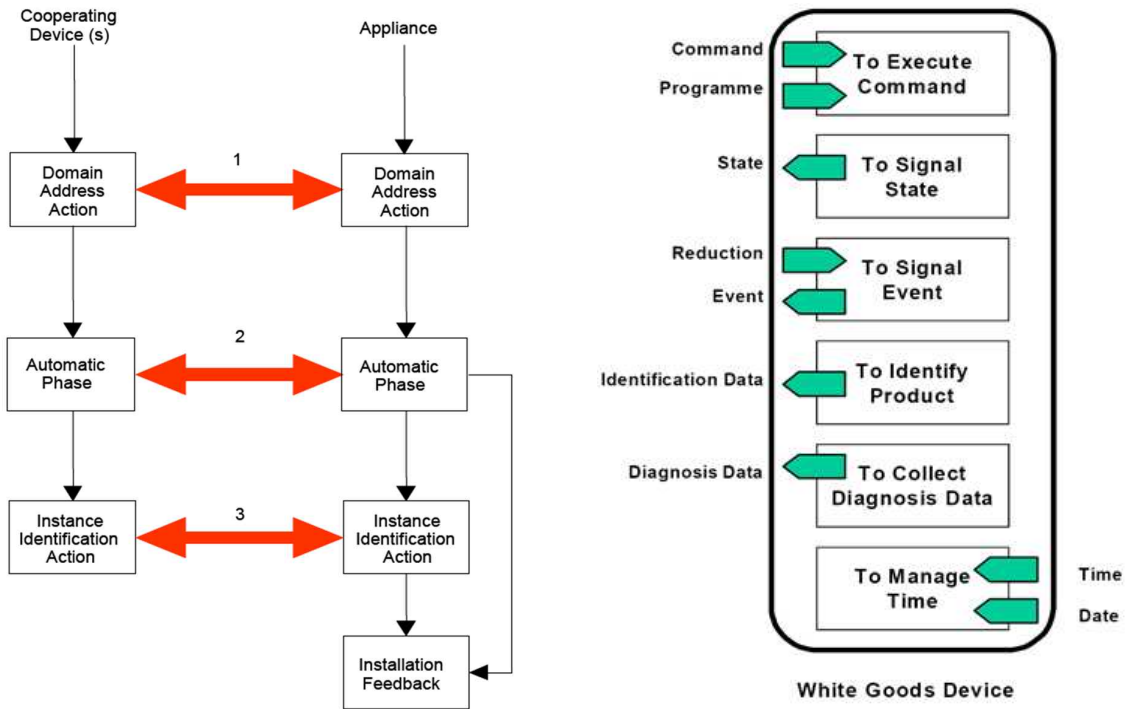 Cooperating
Device (s)
Appliance
1
Domain
Address
Action
Domain
Address
Action
2
Automatic
Phase
Automatic
Phase
3
Instance
Identification
Action
Instance
Identification
Action
Installation
Feedback
Command
Programme
To Execute
Command
State
To Signal
State
Reduction
Event
To Signal
Event
Identification Data
To Identify
Product
Diagnosis Data
To Collect
Diagnosis Data
To Manage
Time
Time
Date
White Goods Device